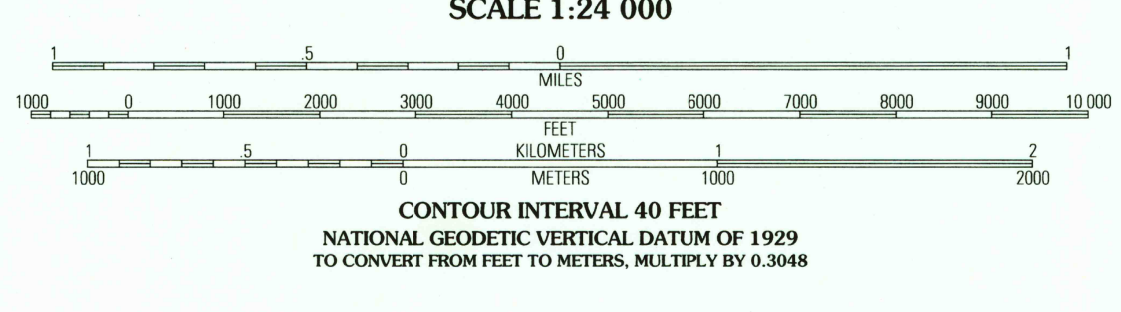 SCALE 1:24 000
1 .5 0 1
MILES
1000 0 1000 2000 3000 4000 5000 6000 7000 8000 9000 10 000
FEET
1 .5 0 KILOMETERS 1 2
1000 0 METERS 1000 2000
CONTOUR INTERVAL 40 FEET
NATIONAL GEODETIC VERTICAL DATUM OF 1929
TO CONVERT FROM FEET TO METERS, MULTIPLY BY 0.3048